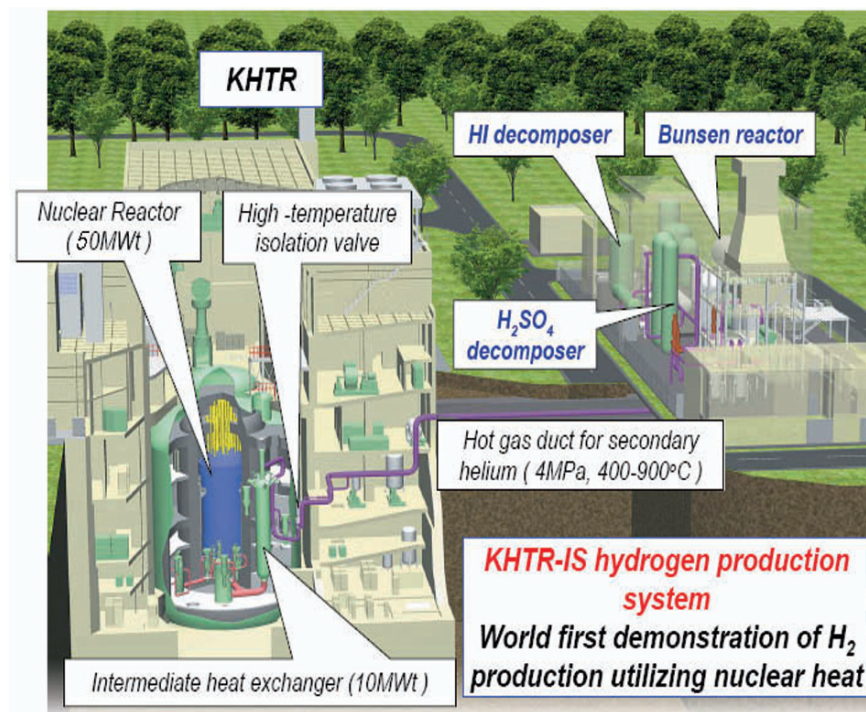 KHTR
HI decomposer
Bunsen reactor
Nuclear Reactor
( 50MWt )
High -temperature
isolation valve
H₂SO₄
decomposer
Hot gas duct for secondary
helium ( 4MPa, 400-900°C )
KHTR-IS hydrogen production
system
World first demonstration of H₂
production utilizing nuclear heat
Intermediate heat exchanger (10MWt )